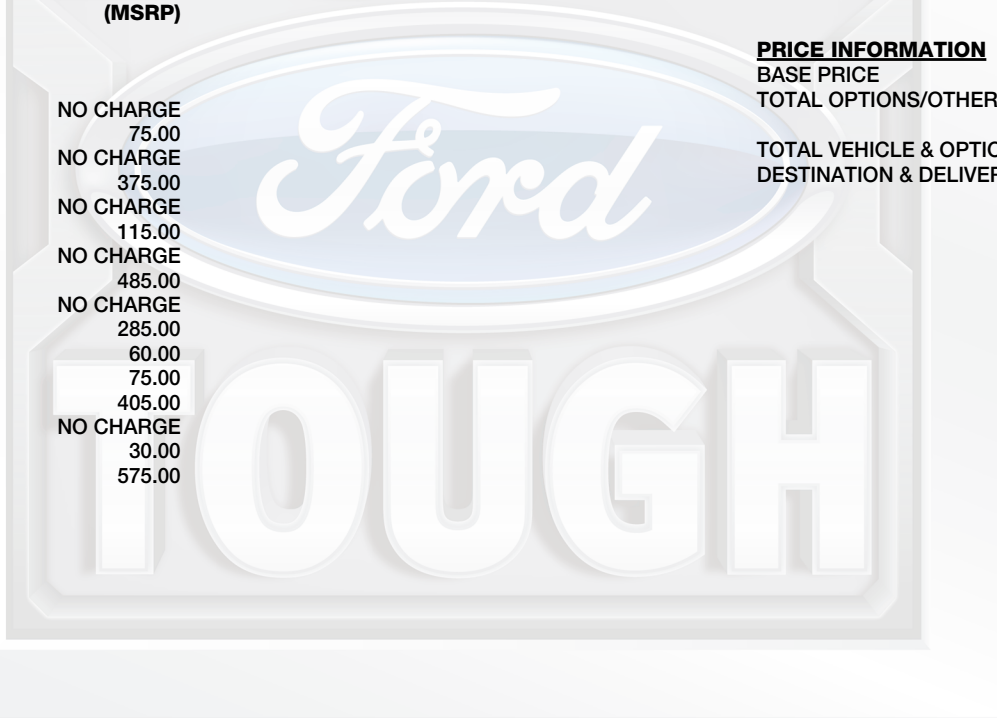 (MSRP)
NO CHARGE
75.00
NO CHARGE
375.00
NO CHARGE
115.00
NO CHARGE
485.00
NO CHARGE
285.00
60.00
75.00
405.00
NO CHARGE
30.00
575.00
PRICE INFORMATION
BASE PRICE
TOTAL OPTIONS/OTHER
TOTAL VEHICLE & OPTIO
DESTINATION & DELIVER
Ford
TOUGH